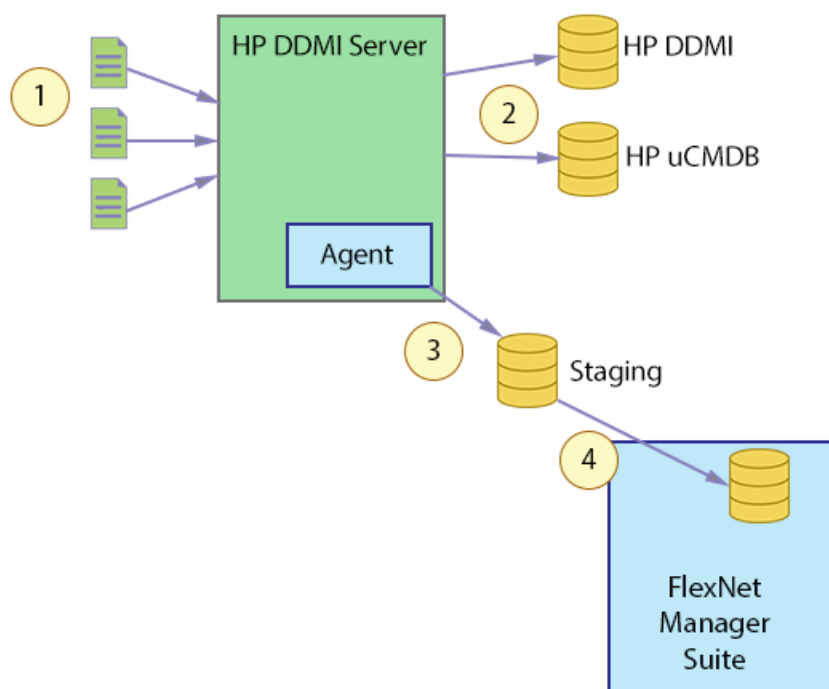 HP DDMI Server
HP DDMI
1
2
HP uCMDB
Agent
3
Staging
4
FlexNet
Manager
Suite